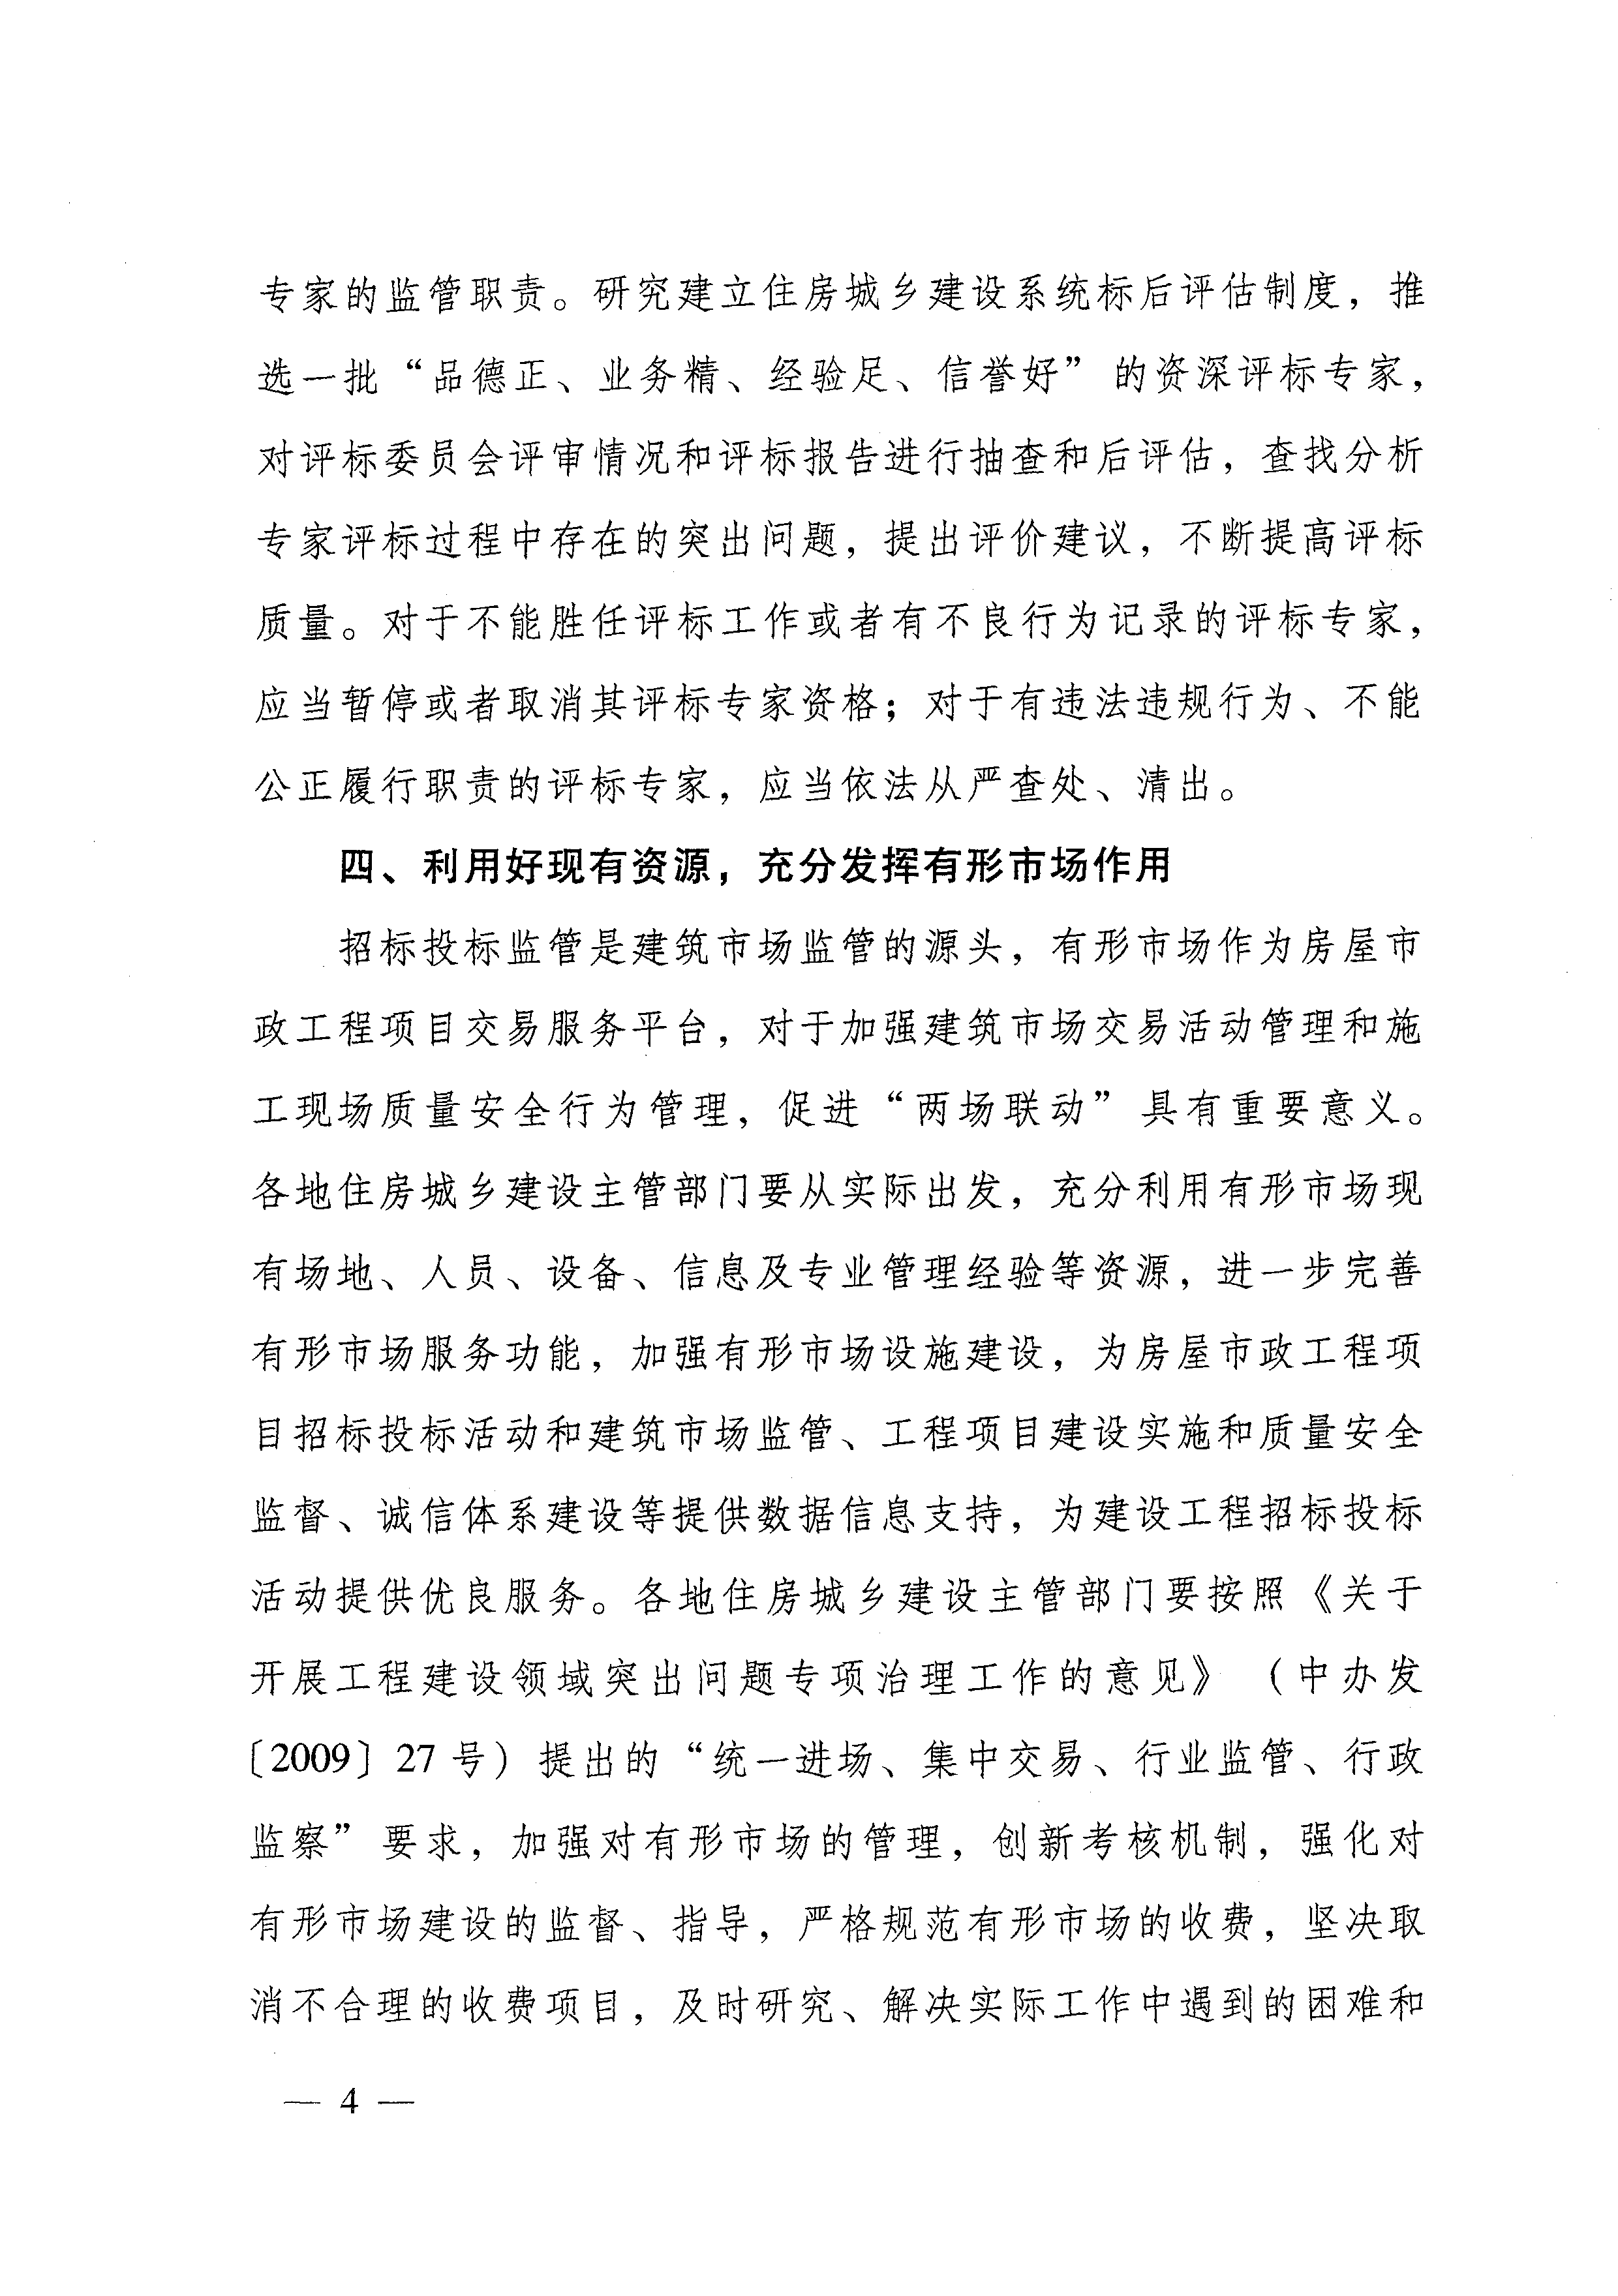 专家的监管职责。研究建立住房城乡建设系统标后评估制度，推
选一批“品德正、业务精、经验足、信誉好”的资深评标专家，
对评标委员会评审情况和评标报告进行抽查和后评估，查找分析
专家评标过程中存在的突出问题，提出评价建议，不断提高评标
质量。对于不能胜任评标工作或者有不良行为记录的评标专家，
应当暂停或者取消其评标专家资格；对于有违法违规行为、不能
公正履行职责的评标专家，应当依法从严查处、清出。
四、利用好现有资源，充分发挥有形市场作用
招标投标监管是建筑市场监管的源头，有形市场作为房屋市
政工程项目交易服务平台，对于加强建筑市场交易活动管理和施
工现场质量安全行为管理，促进“两场联动”具有重要意义。
各地住房城乡建设主管部门要从实际出发，充分利用有形市场现
有场地、人员、设备、信息及专业管理经验等资源，进一步完善
有形市场服务功能，加强有形市场设施建设，为房屋市政工程项
目招标投标活动和建筑市场监管、工程项目建设实施和质量安全
监督、诚信体系建设等提供数据信息支持，为建设工程招标投标
活动提供优良服务。各地住房城乡建设主管部门要按照《关于
开展工程建设领域突出问题专项治理工作的意见》（中办发
〔2009〕27号）提出的“统一进场、集中交易、行业监管、行政
监察”要求，加强对有形市场的管理，创新考核机制，强化对
有形市场建设的监督、指导，严格规范有形市场的收费，坚决取
消不合理的收费项目，及时研究、解决实际工作中遇到的困难和
— 4 —